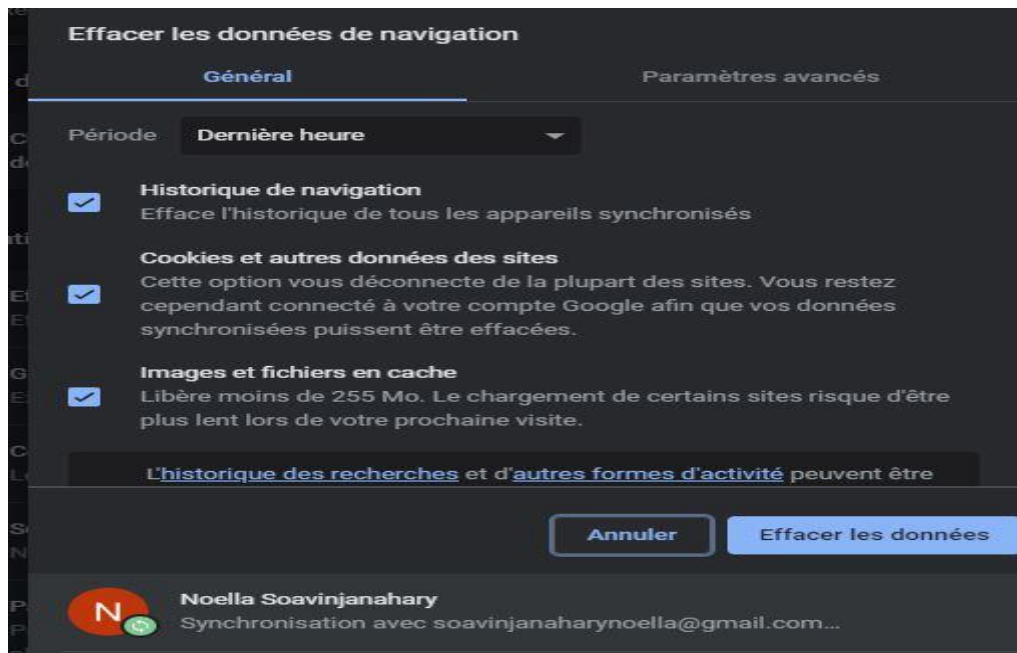 Effacer les données de navigation
Général
Paramètres avancés
Période
Dernière heure
Historique de navigation
Efface l'historique de tous les appareils synchronisés
Cookies et autres données des sites
Cette option vous déconnecte de la plupart des sites. Vous restez
cependant connecté à votre compte Google afin que vos données
synchronisées puissent être effacées.
Images et fichiers en cache
Libère moins de 255 Mo. Le chargement de certains sites risque d'être
plus lent lors de votre prochaine visite.
L'historique des recherches et d'autres formes d'activité peuvent être
Annuler
Effacer les données
N
Noella Soavinjanahary
Synchronisation avec soavinjanaharynoella@gmail.com...